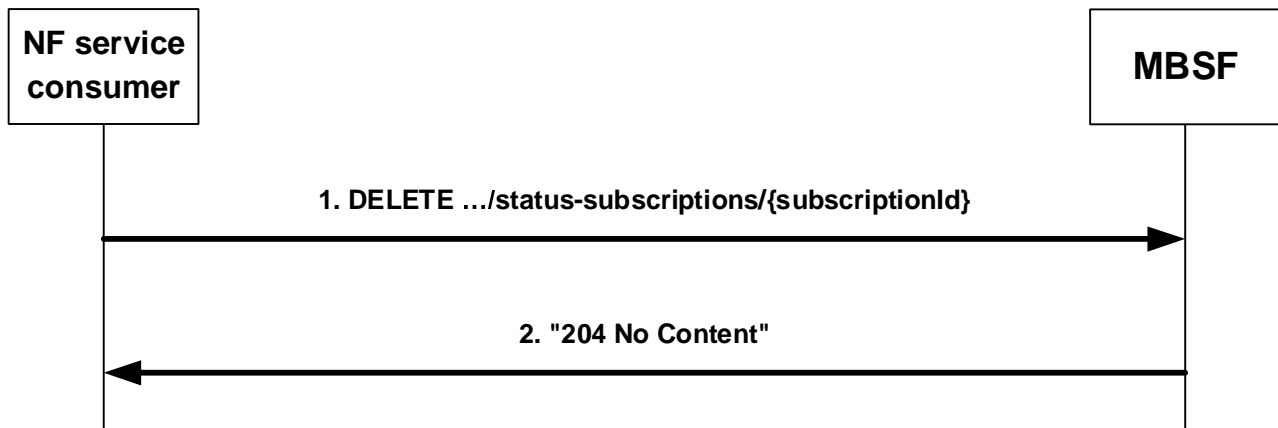 NF service
consumer
MBSF
1. DELETE …/status-subscriptions/{subscriptionId}
2. "204 No Content"